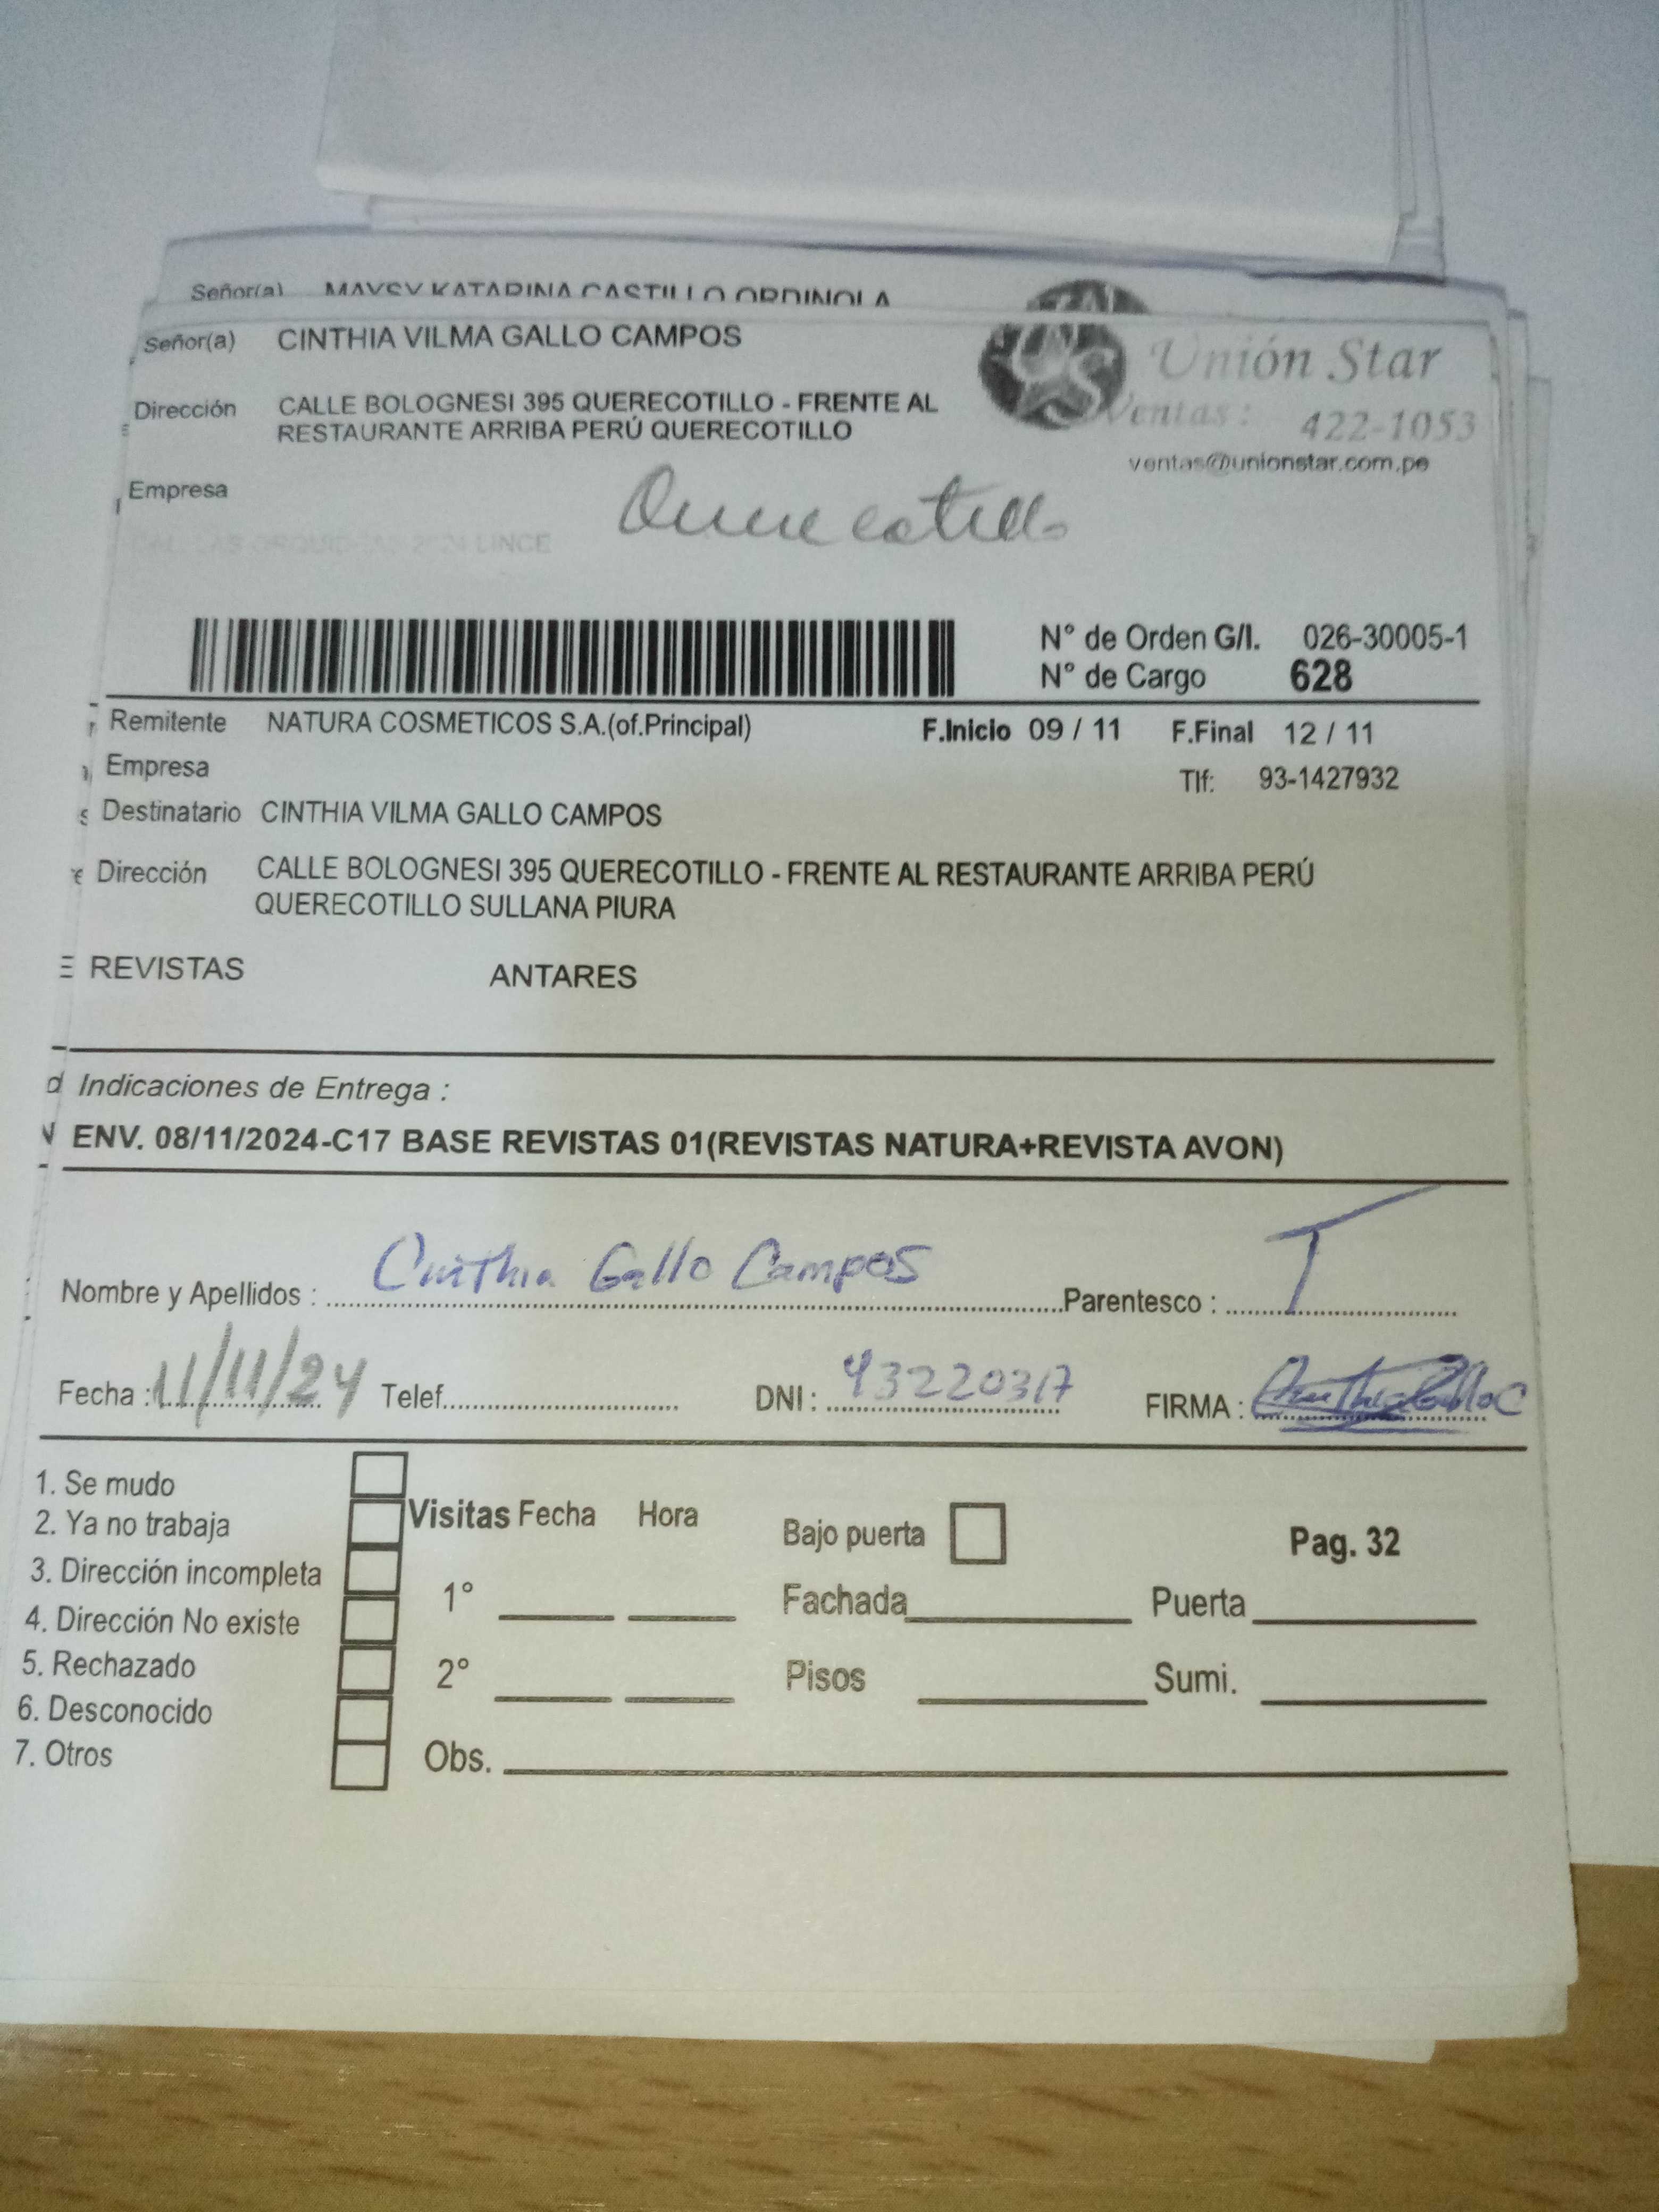 Señor(a) MAYSY KATARINA CASTILLO ORDINOLA
Señor(a) CINTHIA VILMA GALLO CAMPOS
Dirección CALLE BOLOGNESI 395 QUERECOTILLO - FRENTE AL
RESTAURANTE ARRIBA PERÚ QUERECOTILLO
Unión Star
Ventas : 422-1053
ventas@unionstar.com.pe
Empresa
Querecotillo
N° de Orden G/I. 026-30005-1
N° de Cargo 628
Remitente NATURA COSMETICOS S.A.(of.Principal) F.Inicio 09 / 11 F.Final 12 / 11
Empresa Tlf: 93-1427932
Destinatario CINTHIA VILMA GALLO CAMPOS
Dirección CALLE BOLOGNESI 395 QUERECOTILLO - FRENTE AL RESTAURANTE ARRIBA PERÚ
QUERECOTILLO SULLANA PIURA
REVISTAS ANTARES
Indicaciones de Entrega :
ENV. 08/11/2024-C17 BASE REVISTAS 01(REVISTAS NATURA+REVISTA AVON)
Nombre y Apellidos : Cinthia Gallo Campos Parentesco : T
Fecha : 11/11/24 Telef. DNI : 43220317 FIRMA : Cinthia Gallo C
1. Se mudo
2. Ya no trabaja
3. Dirección incompleta
4. Dirección No existe
5. Rechazado
6. Desconocido
7. Otros
Visitas Fecha Hora
1°
2°
Obs.
Bajo puerta Pag. 32
Fachada Puerta
Pisos Sumi.